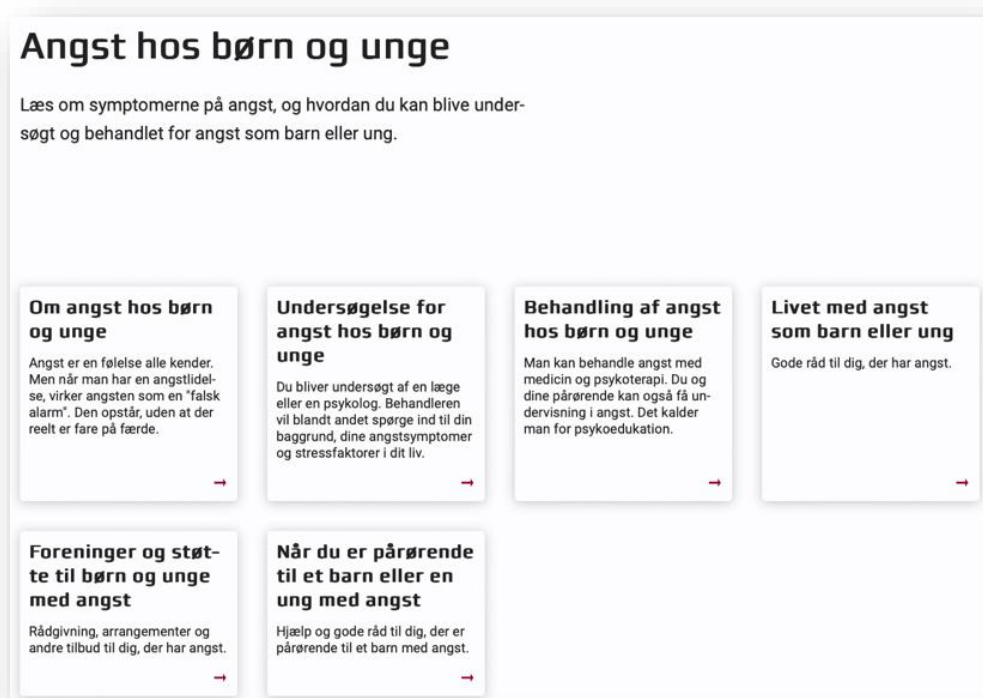 Angst hos børn og unge
Læs om symptomerne på angst, og hvordan du kan blive under-
søgt og behandlet for angst som barn eller ung.
Om angst hos børn
og unge
Angst er en følelse alle kender.
Men når man har en angstlidel-
se, virker angsten som en "falsk
alarm". Den opstår, uden at der
reelt er fare på færde.
Undersøgelse for
angst hos børn og
unge
Du bliver undersøgt af en læge
eller en psykolog. Behandleren
vil blandt andet spørge ind til din
baggrund, dine angstsymptomer
og stressfaktorer i dit liv.
Behandling af angst
hos børn og unge
Man kan behandle angst med
medicin og psykoterapi. Du og
dine pårørende kan også få un-
dervisning i angst. Det kalder
man for psykoedukation.
Livet med angst
som barn eller ung
Gode råd til dig, der har angst.
Foreninger og støt-
te til børn og unge
med angst
Rådgivning, arrangementer og
andre tilbud til dig, der har angst.
Når du er pårørende
til et barn eller en
ung med angst
Hjælp og gode råd til dig, der er
pårørende til et barn med angst.